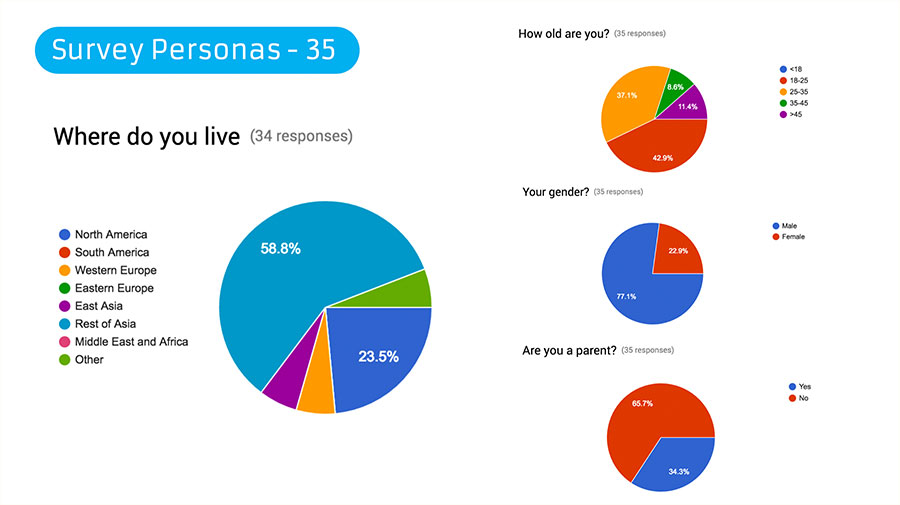 Survey Personas - 35
Where do you live (34 responses)
North America
South America
Western Europe
Eastern Europe
East Asia
Rest of Asia
Middle East and Africa
Other
58.8%
23.5%
How old are you? (35 responses)
37.1%
8.6%
11.4%
42.9%
<18
18-25
25-35
35-45
>45
Your gender? (35 responses)
22.9%
77.1%
Male
Female
Are you a parent? (35 responses)
65.7%
34.3%
Yes
No